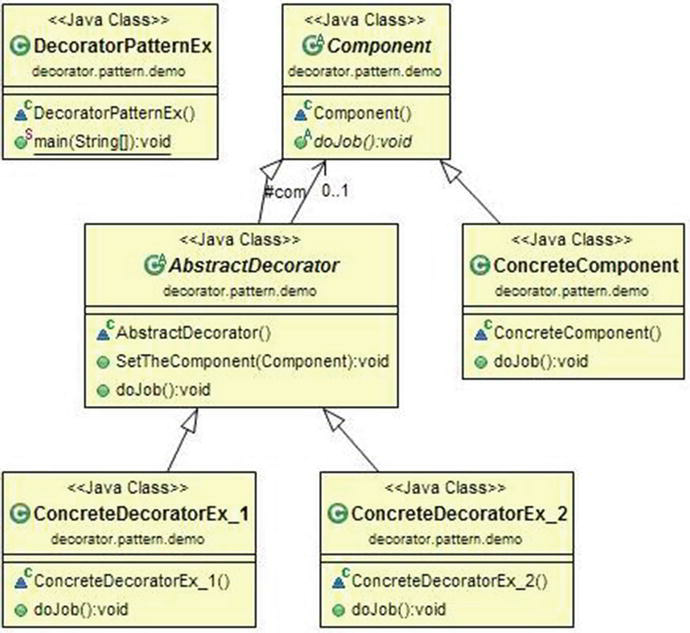 <<Java Class>>
DecoratorPatternEx
decorator.pattern.demo
DecoratorPatternEx()
main(String[]):void
<<Java Class>>
Component
decorator.pattern.demo
Component()
doJob():void
#com 0..1
<<Java Class>>
AbstractDecorator
decorator.pattern.demo
AbstractDecorator()
SetTheComponent(Component):void
doJob():void
<<Java Class>>
ConcreteComponent
decorator.pattern.demo
ConcreteComponent()
doJob():void
<<Java Class>>
ConcreteDecoratorEx_1
decorator.pattern.demo
ConcreteDecoratorEx_1()
doJob():void
<<Java Class>>
ConcreteDecoratorEx_2
decorator.pattern.demo
ConcreteDecoratorEx_2()
doJob():void